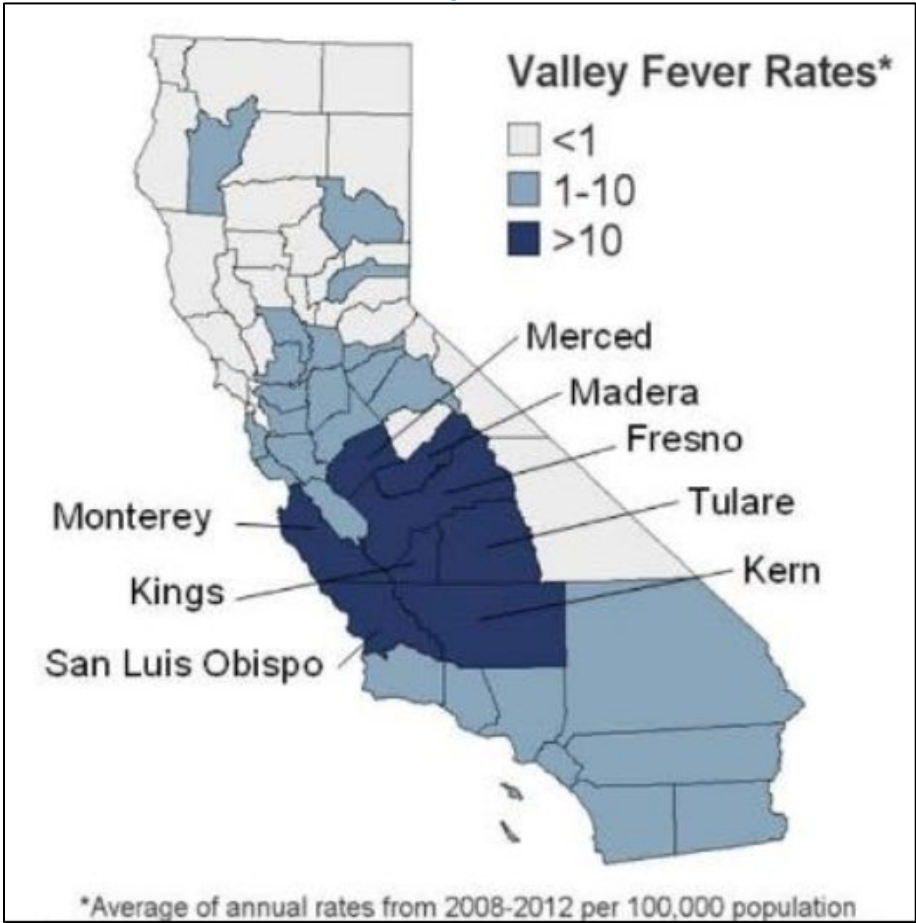 Valley Fever Rates*
<1
1-10
>10
Merced
Madera
Fresno
Tulare
Kern
Monterey
Kings
San Luis Obispo
*Average of annual rates from 2008-2012 per 100,000 population